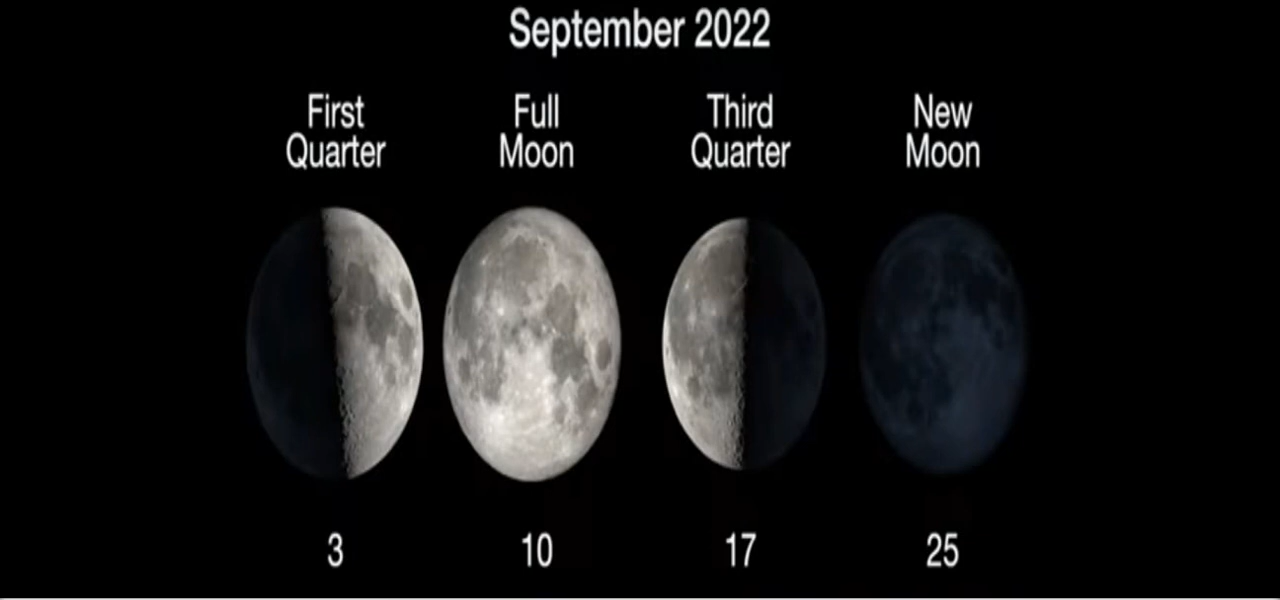 September 2022
First
Quarter
Full
Moon
Third
Quarter
New
Moon
3
10
17
25